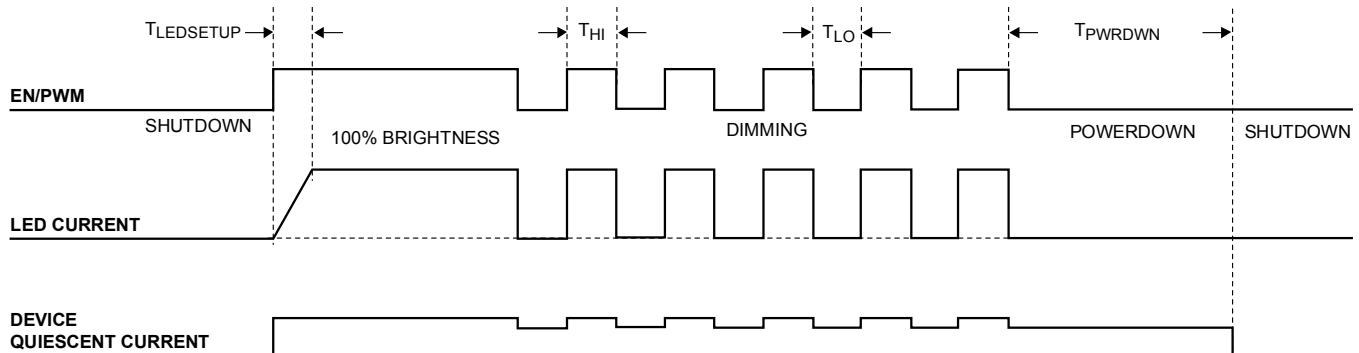 TLEDSETUP
THI
TLO
TPWRDWN
EN/PWM
SHUTDOWN
100% BRIGHTNESS
DIMMING
POWERDOWN
SHUTDOWN
LED CURRENT
DEVICE
QUIESCENT CURRENT